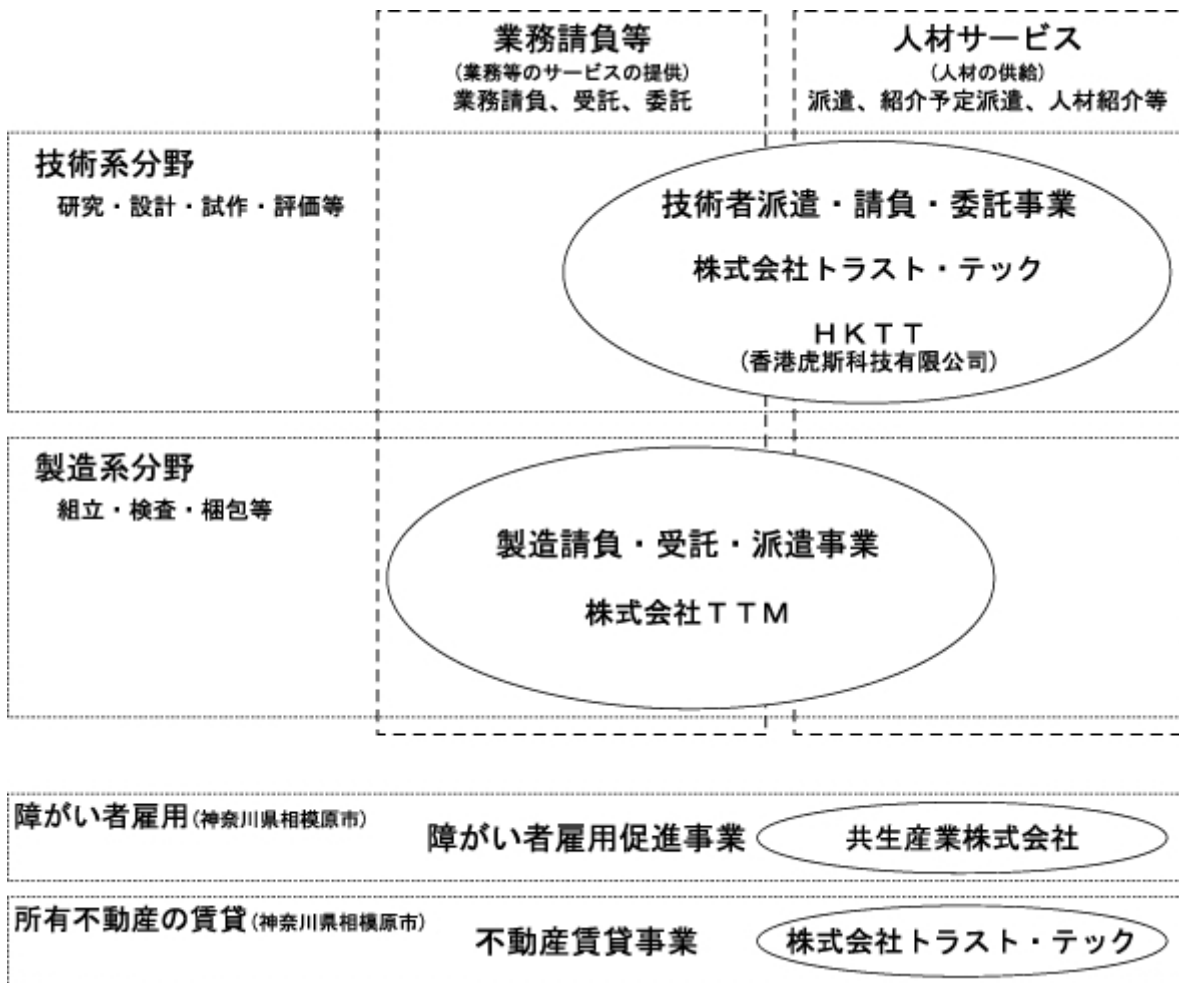 業務請負等
(業務等のサービスの提供)
業務請負、受託、委託
人材サービス
(人材の供給)
派遣、紹介予定派遣、人材紹介等
技術系分野
研究・設計・試作・評価等
技術者派遣・請負・委託事業
株式会社トラスト・テック
ＨＫＴＴ
(香港虎斯科技有限公司)
製造系分野
組立・検査・梱包等
製造請負・受託・派遣事業
株式会社ＴＴＭ
障がい者雇用(神奈川県相模原市)
障がい者雇用促進事業
共生産業株式会社
所有不動産の賃貸(神奈川県相模原市)
不動産賃貸事業
株式会社トラスト・テック